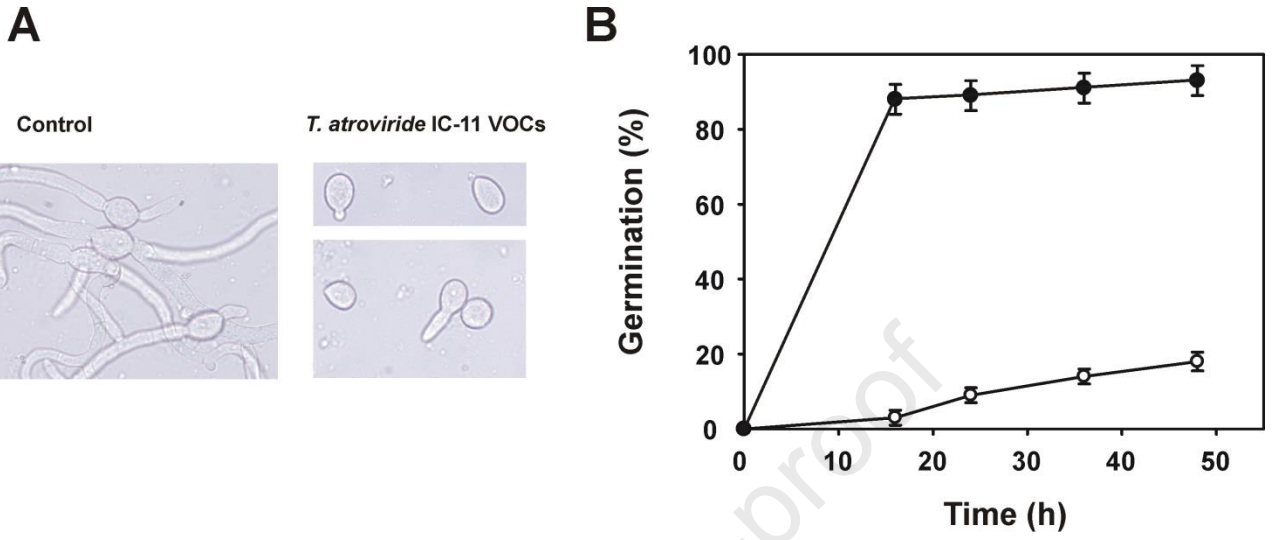 A
B
Control
T. atroviride IC-11 VOCs
Germination (%)
100
80
60
40
20
0
0 10 20 30 40 50
Time (h)
proof